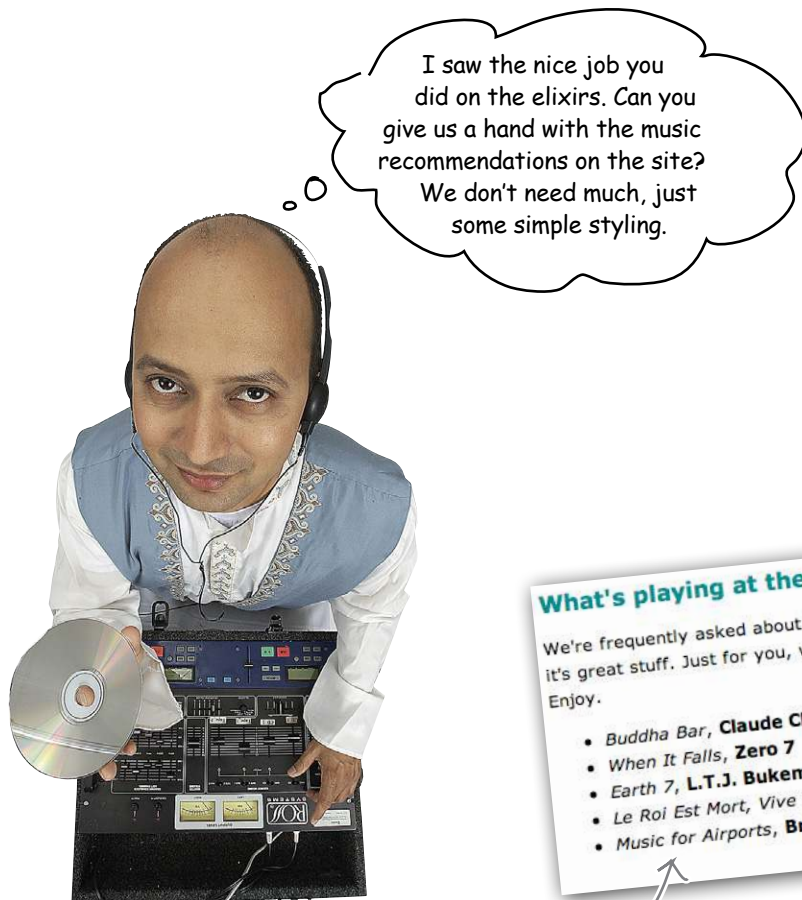 I saw the nice job you
did on the elixirs. Can you
give us a hand with the music
recommendations on the site?
We don't need much, just
some simple styling.
What's playing at the
We're frequently asked about
it's great stuff. Just for you,
Enjoy.
• Buddha Bar, Claude
• When It Falls, Zero 7
• Earth 7, L.T.J. Bukem
• Le Roi Est Mort, Vive
• Music for Airports,
ROSS
SYSTEMS